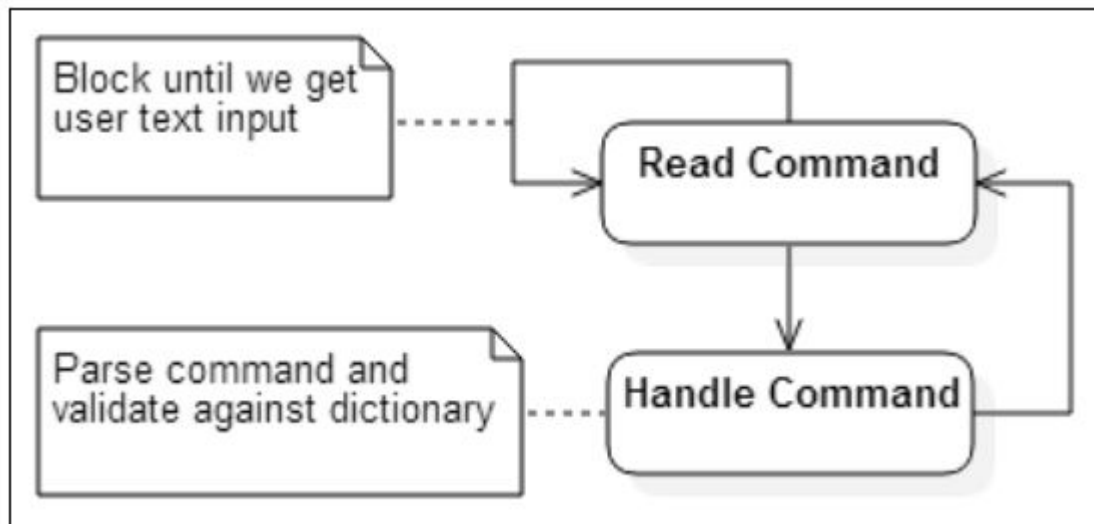 Block until we get
user text input
Read Command
Parse command and
validate against dictionary
Handle Command